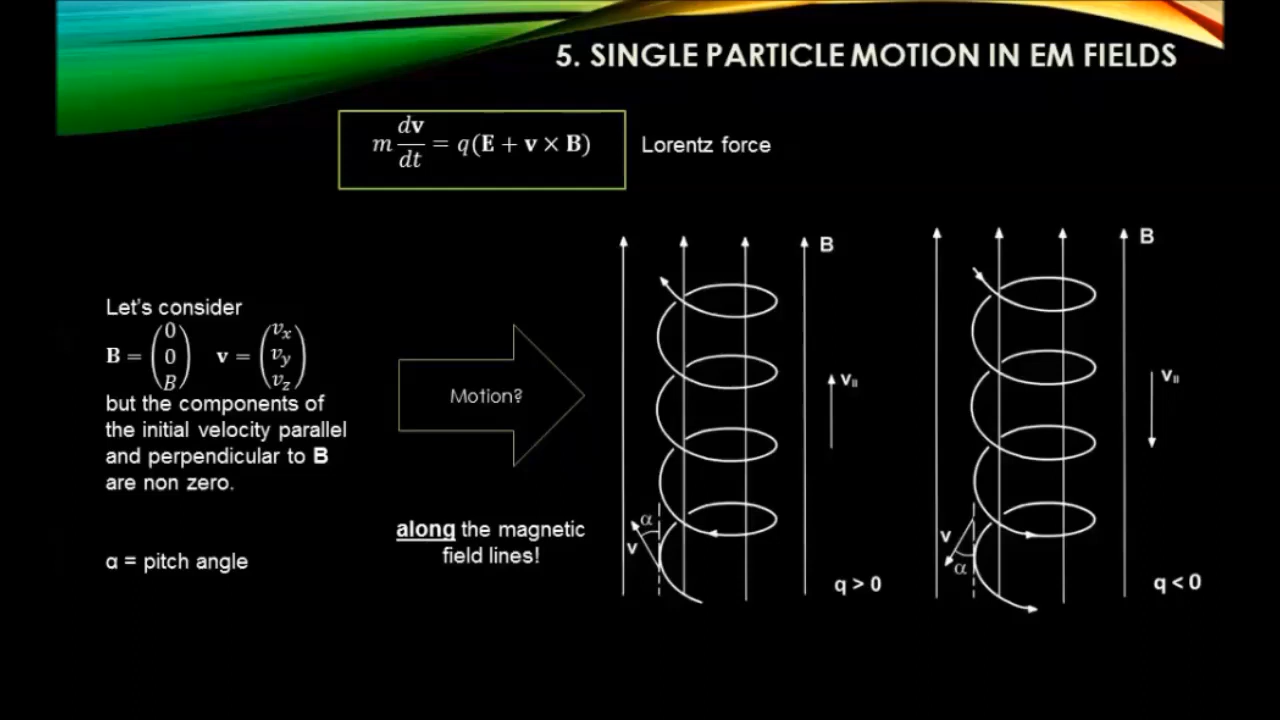 5. SINGLE PARTICLE MOTION IN EM FIELDS
m dv/dt = q(E + v × B)
Lorentz force
Let's consider
B = (0 0 B) v = (vₓ v_y v_z)
but the components of
the initial velocity parallel
and perpendicular to B
are non zero.
α = pitch angle
Motion?
along the magnetic
field lines!
B
v॥
α
v
q > 0
B
v॥
v
α
q < 0